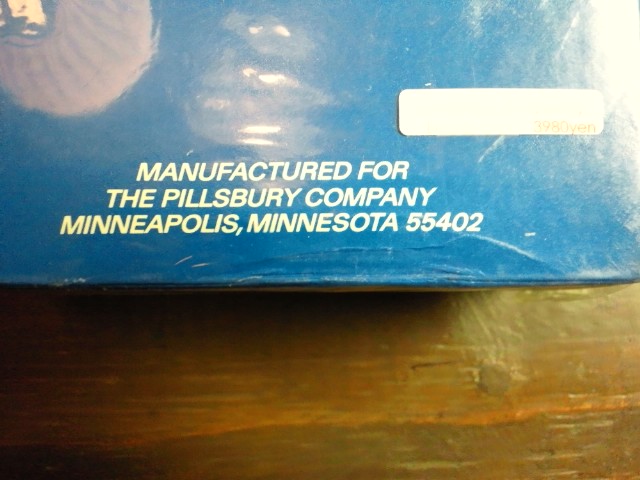 3980yen
MANUFACTURED FOR
THE PILLSBURY COMPANY
MINNEAPOLIS, MINNESOTA 55402